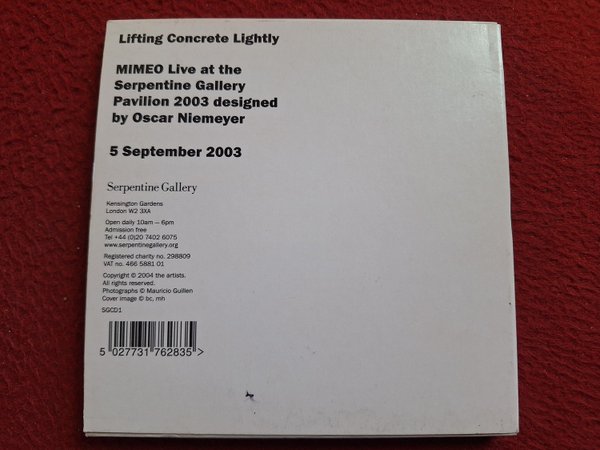 Lifting Concrete Lightly
MIMEO Live at the
Serpentine Gallery
Pavilion 2003 designed
by Oscar Niemeyer
5 September 2003
Serpentine Gallery
Kensington Gardens
London W2 3XA
Open daily 10am – 6pm
Admission free
Tel +44 (0)20 7402 6075
www.serpentinegallery.org
Registered charity no. 298809
VAT no. 466 5881 01
Copyright © 2004 the artists.
All rights reserved.
Photographs © Mauricio Guillen
Cover image © bc, mh
SGCD1
5 027731 762835 >